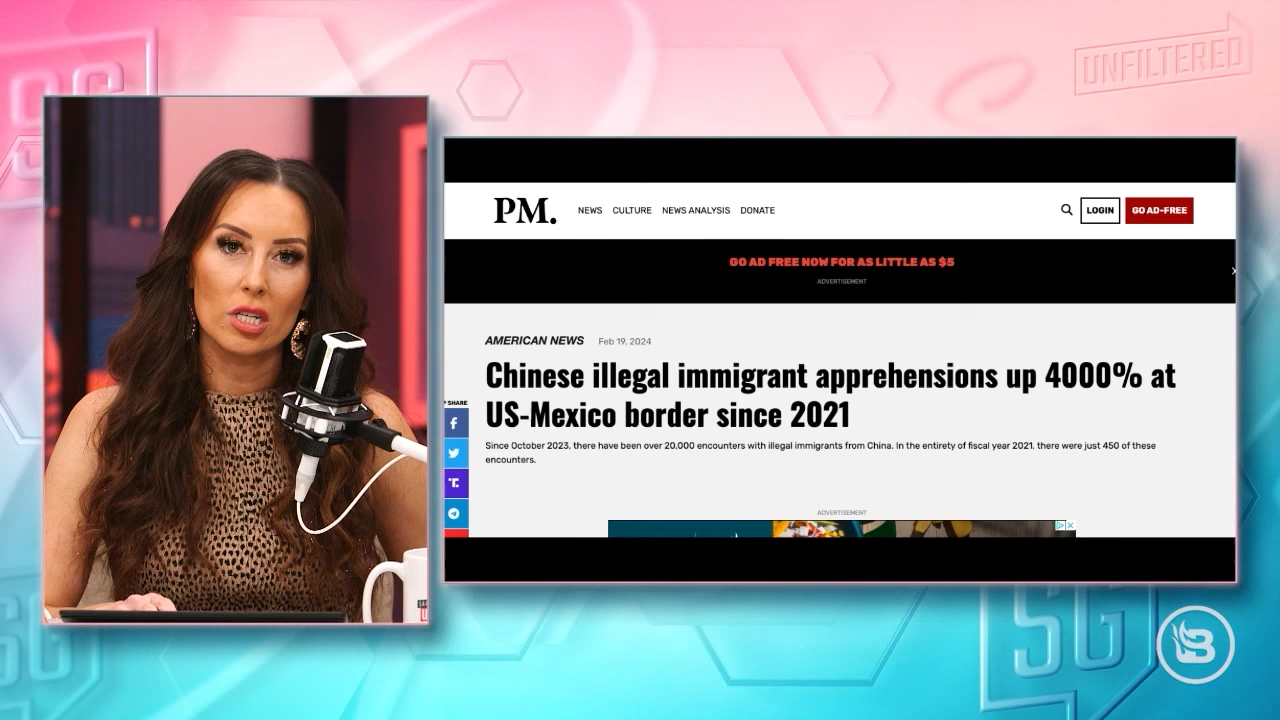 UNFILTERED
SG
PM.
NEWS CULTURE NEWS ANALYSIS DONATE
LOGIN
GO AD-FREE
GO AD FREE NOW FOR AS LITTLE AS $5
ADVERTISEMENT
AMERICAN NEWS Feb 19, 2024
Chinese illegal immigrant apprehensions up 4000% at
US-Mexico border since 2021
SHARE
Since October 2023, there have been over 20,000 encounters with illegal immigrants from China. In the entirety of fiscal year 2021, there were just 450 of these
encounters.
ADVERTISEMENT
SG
SG
B